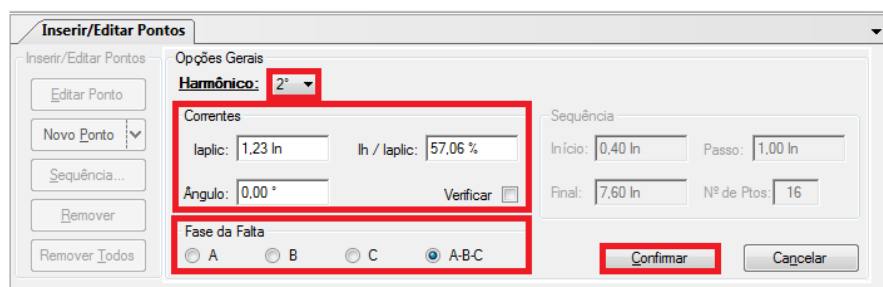 Inserir/Editar Pontos
Inserir/Editar Pontos
Editar Ponto
Novo Ponto
Sequência...
Remover
Remover Todos
Opções Gerais
Harmônico: 2°
Correntes
Iaplic: 1,23 In Ih / Iaplic: 57,06 %
Ângulo: 0,00 ° Verificar
Fase da Falta
A B C A-B-C
Sequência
Início: 0,40 In Passo: 1,00 In
Final: 7,60 In Nº de Ptos: 16
Confirmar Cancelar